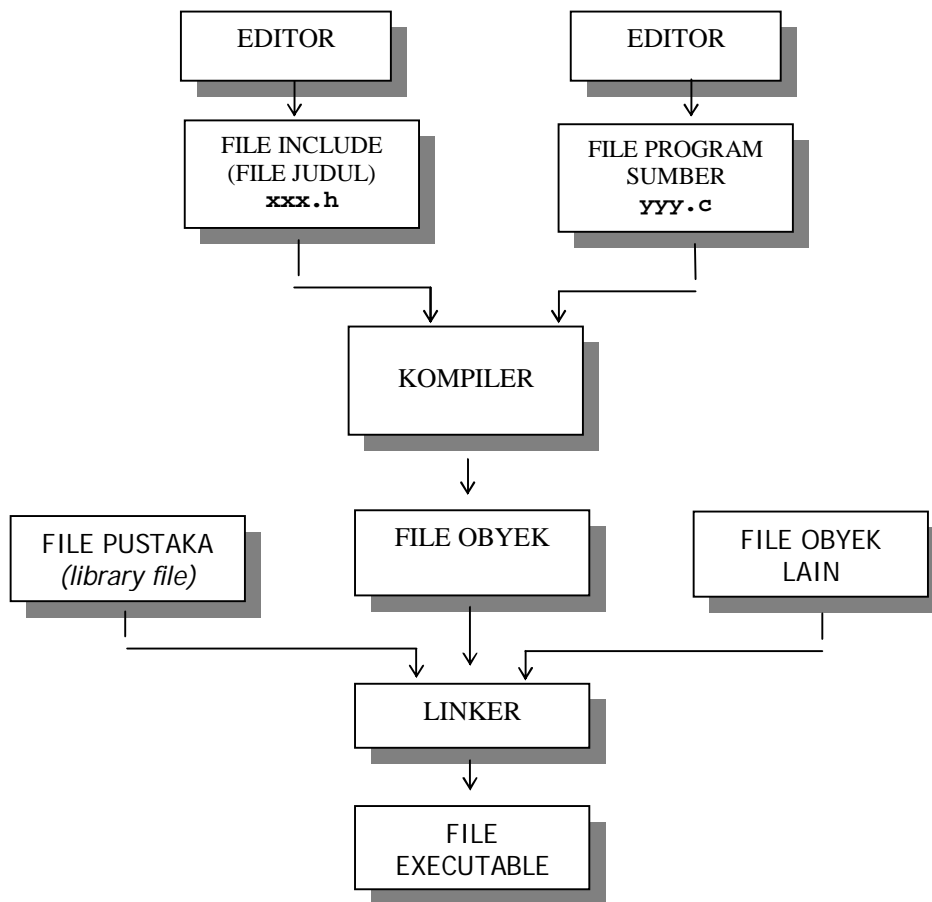 EDITOR
EDITOR
FILE INCLUDE
(FILE JUDUL)
xxx.h
FILE PROGRAM
SUMBER
yyy.c
KOMPILER
FILE PUSTAKA
(library file)
FILE OBYEK
FILE OBYEK
LAIN
LINKER
FILE
EXECUTABLE